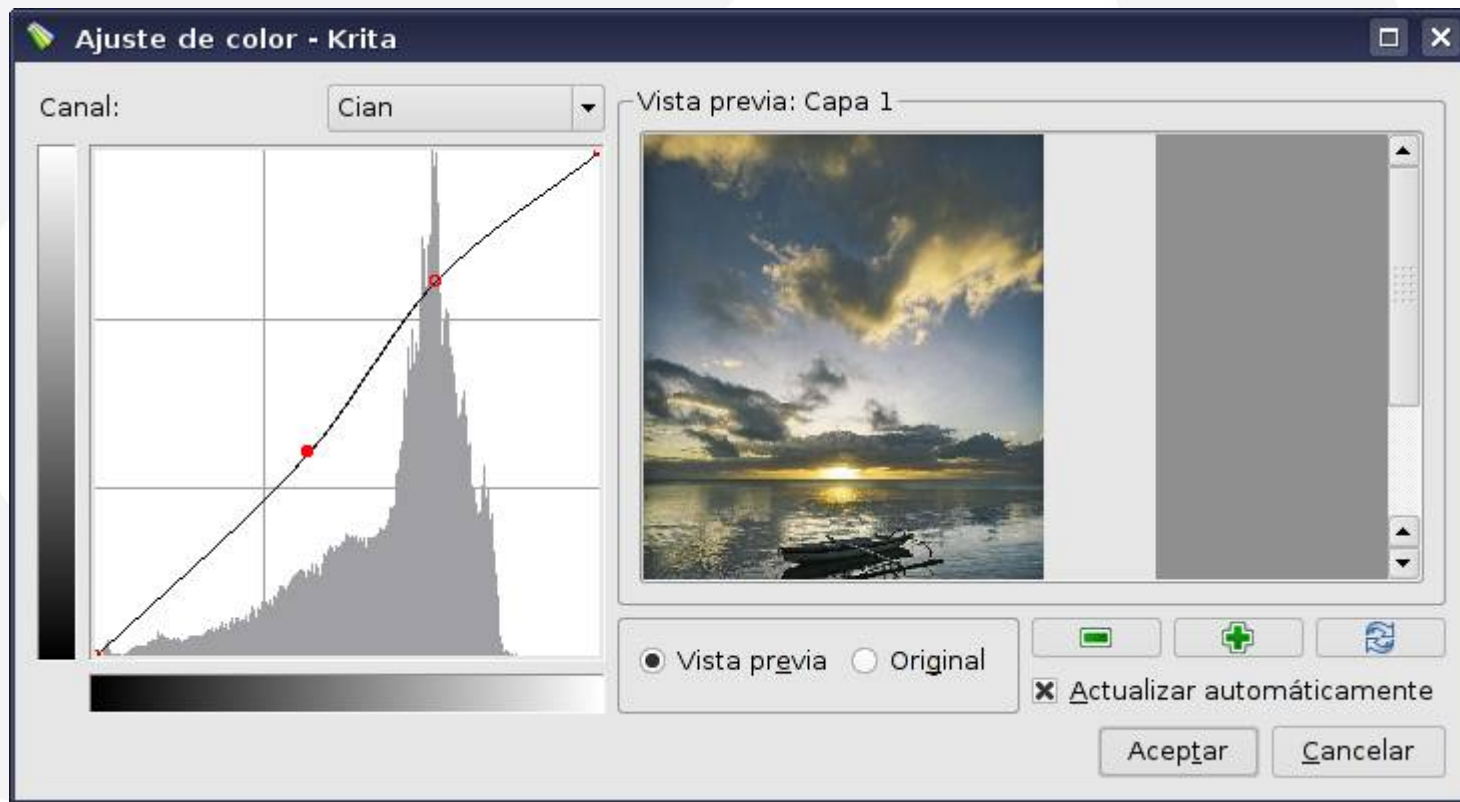 Ajuste de color - Krita
Canal:
Cian
Vista previa: Capa 1
Vista previa
Original
Actualizar automáticamente
Aceptar
Cancelar